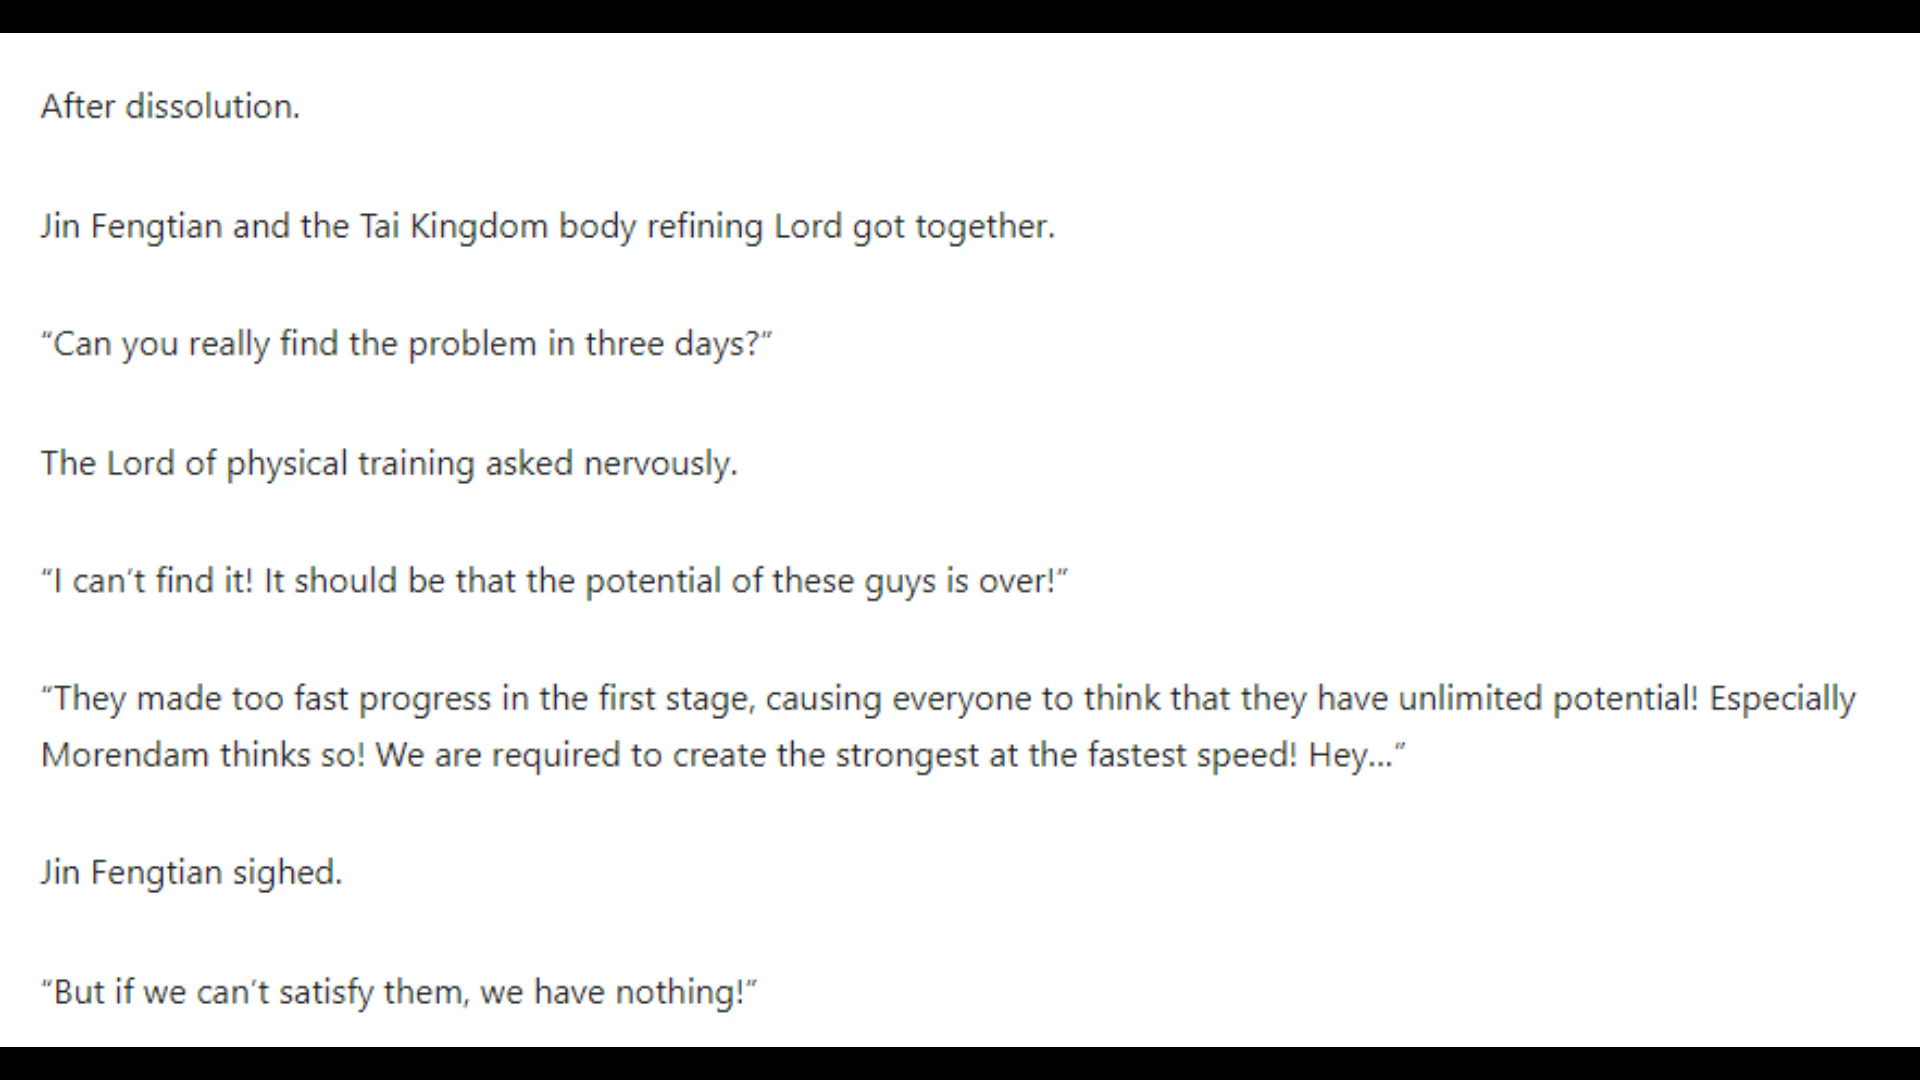 After dissolution.
Jin Fengtian and the Tai Kingdom body refining Lord got together.
“Can you really find the problem in three days?”
The Lord of physical training asked nervously.
“I can’t find it! It should be that the potential of these guys is over!”
“They made too fast progress in the first stage, causing everyone to think that they have unlimited potential! Especially
Morendam thinks so! We are required to create the strongest at the fastest speed! Hey...”
Jin Fengtian sighed.
“But if we can’t satisfy them, we have nothing!”